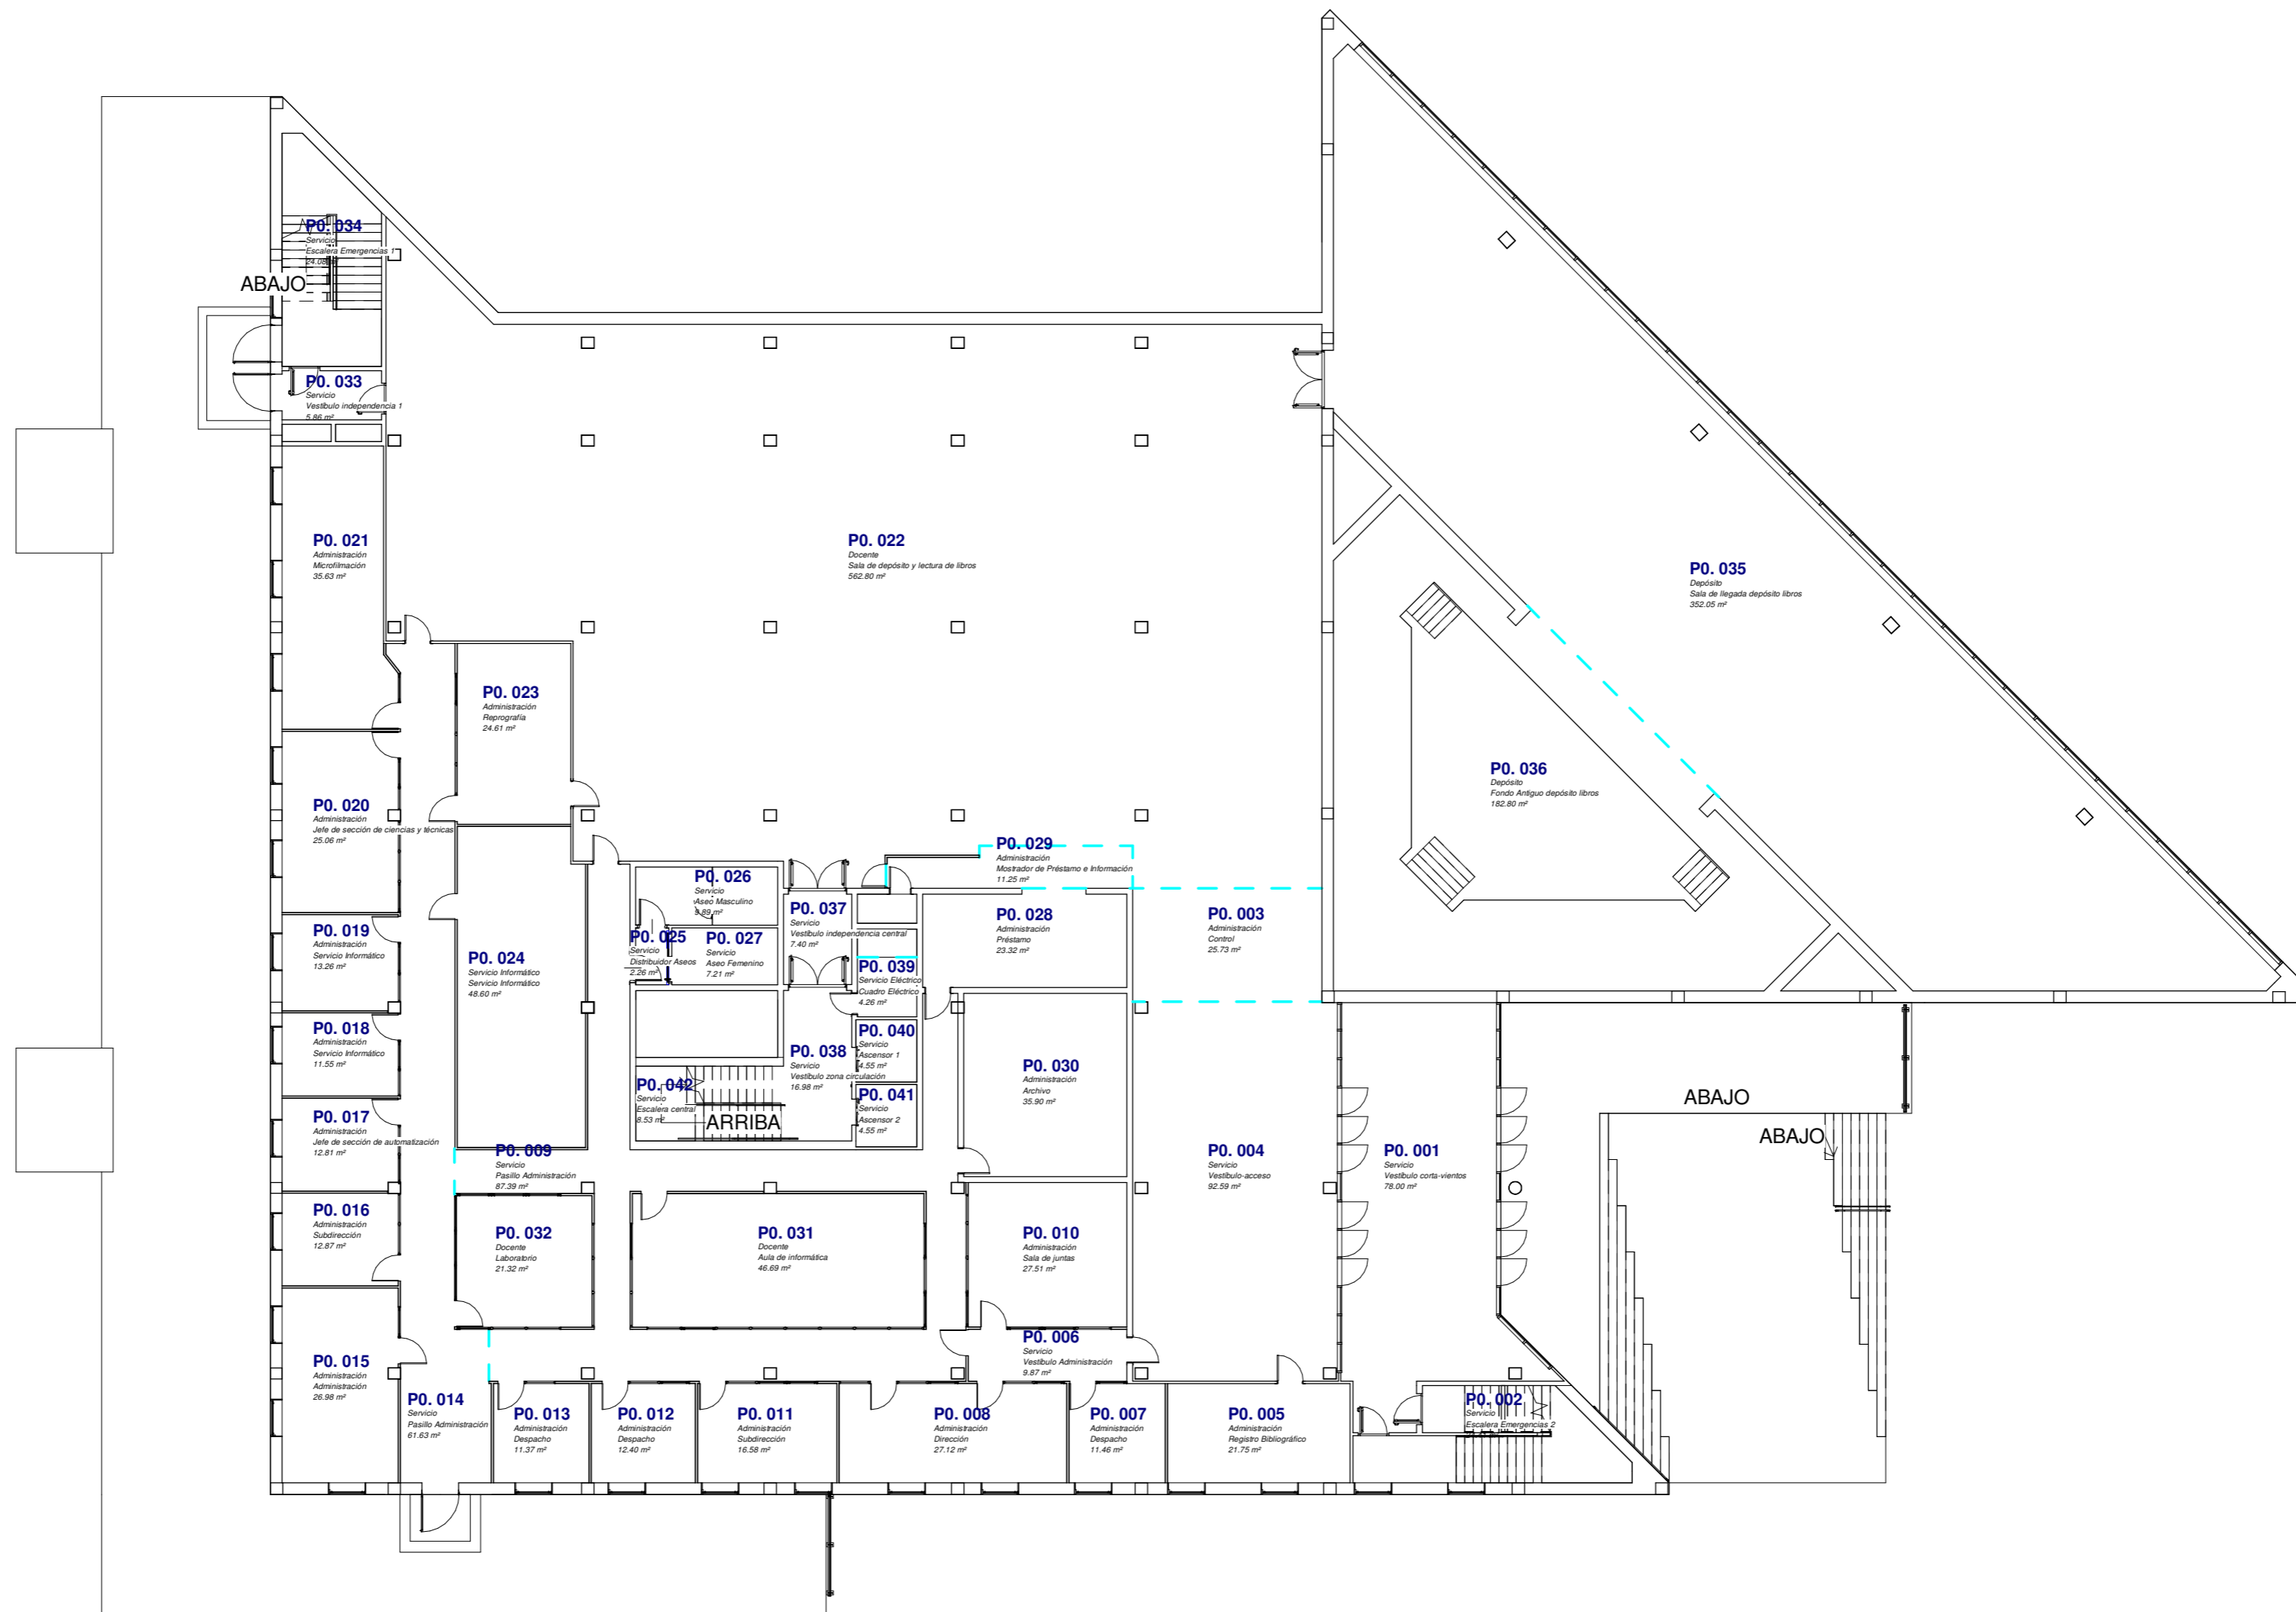 P0. 034
Servicio
Escalera Emergencias 1
24.08 m²
ABAJO
P0. 033
Servicio
Vestíbulo independencia 1
5.86 m²
P0. 021
Administración
Microfilmación
35.63 m²
P0. 022
Docente
Sala de depósito y lectura de libros
562.80 m²
P0. 035
Depósito
Sala de llegada depósito libros
352.05 m²
P0. 023
Administración
Reprografía
24.61 m²
P0. 036
Depósito
Fondo Antiguo depósito libros
182.80 m²
P0. 020
Administración
Jefe de sección de ciencias y técnicas
25.06 m²
P0. 029
Administración
Mostrador de Préstamo e Información
11.25 m²
P0. 026
Servicio
Aseo Masculino
9.89 m²
P0. 037
Servicio
Vestíbulo independencia central
7.40 m²
P0. 028
Administración
Préstamo
23.32 m²
P0. 003
Administración
Control
25.73 m²
P0. 019
Administración
Servicio Informático
13.26 m²
P0. 024
Servicio Informático
Servicio Informático
48.60 m²
P0. 025
Servicio
Distribuidor Aseos
2.26 m²
P0. 027
Servicio
Aseo Femenino
7.21 m²
P0. 039
Servicio Eléctrico
Cuadro Eléctrico
4.26 m²
P0. 018
Administración
Servicio Informático
11.55 m²
P0. 040
Servicio
Ascensor 1
4.55 m²
P0. 038
Servicio
Vestíbulo zona circulación
16.98 m²
P0. 030
Administración
Archivo
35.90 m²
P0. 042
Servicio
Escalera central
8.53 m²
ARRIBA
P0. 041
Servicio
Ascensor 2
4.55 m²
ABAJO
ABAJO
P0. 017
Administración
Jefe de sección de automatización
12.81 m²
P0. 009
Servicio
Pasillo Administración
87.39 m²
P0. 004
Servicio
Vestíbulo-acceso
92.59 m²
P0. 001
Servicio
Vestíbulo corta-vientos
78.00 m²
P0. 016
Administración
Subdirección
12.87 m²
P0. 032
Docente
Laboratorio
21.32 m²
P0. 031
Docente
Aula de informática
46.69 m²
P0. 010
Administración
Sala de juntas
27.51 m²
P0. 006
Servicio
Vestíbulo Administración
9.87 m²
P0. 015
Administración
Administración
26.98 m²
P0. 014
Servicio
Pasillo Administración
61.63 m²
P0. 013
Administración
Despacho
11.37 m²
P0. 012
Administración
Despacho
12.40 m²
P0. 011
Administración
Subdirección
16.58 m²
P0. 008
Administración
Dirección
27.12 m²
P0. 007
Administración
Despacho
11.46 m²
P0. 005
Administración
Registro Bibliográfico
21.75 m²
P0. 002
Servicio
Escalera Emergencias 2